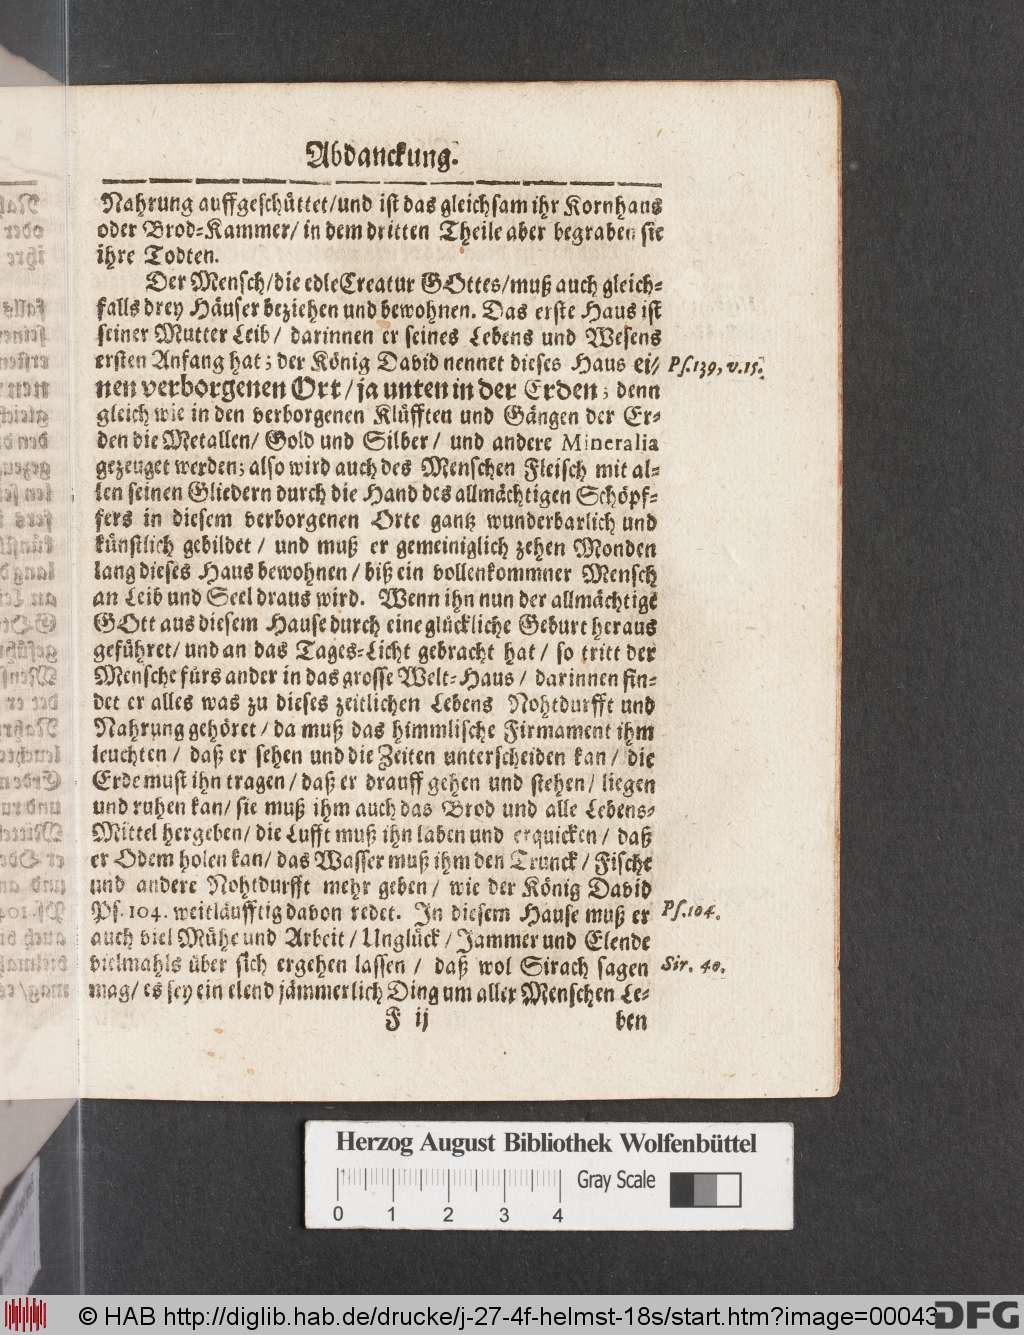 Abdanckung.
Nahrung auffgeschüttet/und ist das gleichsam ihr Kornhaus
oder Brod-Kammer/ in dem dritten Theile aber begraben sie
ihre Todten.
Der Mensch/die edle Creatur GOttes/muß auch gleich-
falls drey Häuser beziehen und bewohnen. Das erste Haus ist
seiner Mutter Leib/ darinnen er seines Lebens und Wesens
ersten Anfang hat; der König David nennet dieses Haus ei/ Ps. 139, v. 15.
nen verborgenen Ort/ja unten in der Erden; denn
gleich wie in den verborgenen Klüfften und Gängen der Er-
den die Metallen/ Gold und Silber/ und andere Mineralia
gezeuget werden; also wird auch des Menschen Fleisch mit al-
len seinen Gliedern durch die Hand des allmächtigen Schöpf-
fers in diesem verborgenen Orte gantz wunderbarlich und
künstlich gebildet/ und muß er gemeiniglich zehen Monden
lang dieses Haus bewohnen/biß ein vollenkommner Mensch
an Leib und Seel draus wird. Wenn ihn nun der allmächtige
GOtt aus diesem Hause durch eine glückliche Geburt heraus
geführet/und an das Tages-Licht gebracht hat/ so tritt der
Mensche fürs ander in das grosse Welt-Haus/ darinnen fin-
det er alles was zu dieses zeitlichen Lebens Nohtdurfft und
Nahrung gehöret/da muß das himmlische Firmament ihm
leuchten/ daß er sehen und die Zeiten unterscheiden kan/ die
Erde must ihn tragen/daß er drauff gehen und stehen/ liegen
und ruhen kan/ sie muß ihm auch das Brod und alle Lebens-
Mittel hergeben/die Lufft muß ihn laben und erquicken/ daß
er Odem holen kan/das Wasser muß ihm den Trunck/Fische
und andere Nohtdurfft mehr geben/ wie der König David
Ps. 104. weitläufftig davon redet. In diesem Hause muß er Ps. 104.
auch viel Mühe und Arbeit/Unglück/Jammer und Elende
vielmahls über sich ergehen lassen/ daß wol Sirach sagen Sir. 40.
mag/es sey ein elend jämmerlich Ding um aller Menschen Le-
F ij ben
Herzog August Bibliothek Wolfenbüttel
Gray Scale
0 1 2 3 4
© HAB http://diglib.hab.de/drucke/j-27-4f-helmst-18s/start.htm?image=00043
DFG